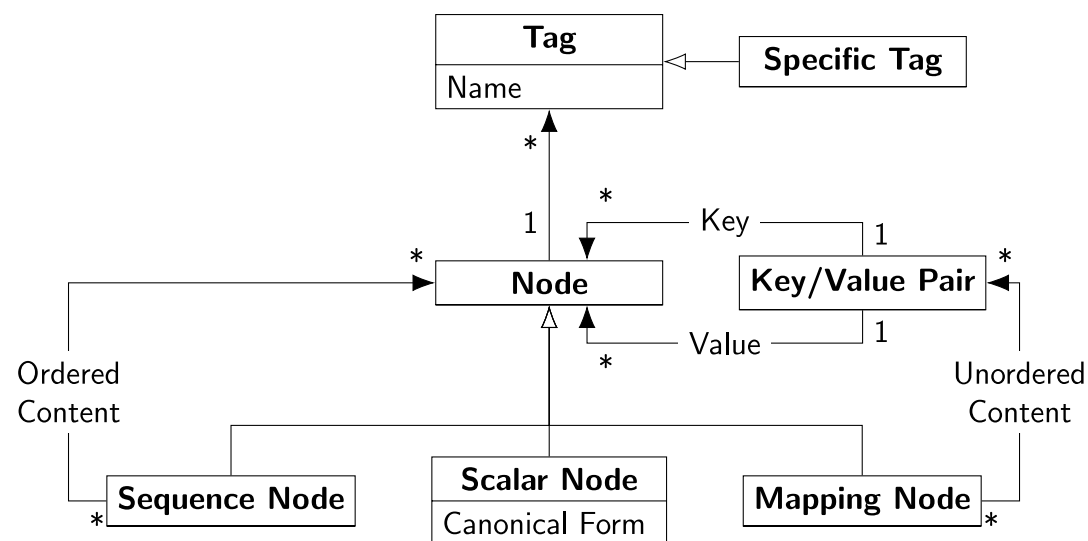 Tag
Specific Tag
Name
*
*
1
Key
1
*
*
Node
Key/Value Pair
1
Value
*
Ordered
Content
Unordered
Content
Scalar Node
Sequence Node
Mapping Node
*
*
Canonical Form